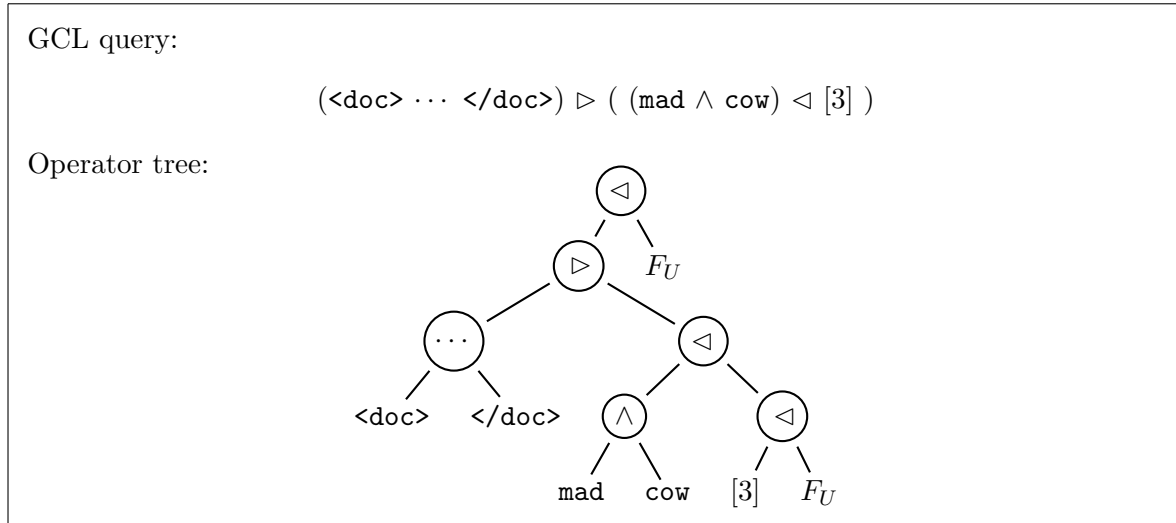 GCL query:
(<doc> ··· </doc>) ▷ ( (mad ∧ cow) ◁ [3] )
Operator tree:
◁
▷ F_U
··· ◁
<doc> </doc> ∧ ◁
mad cow [3] F_U